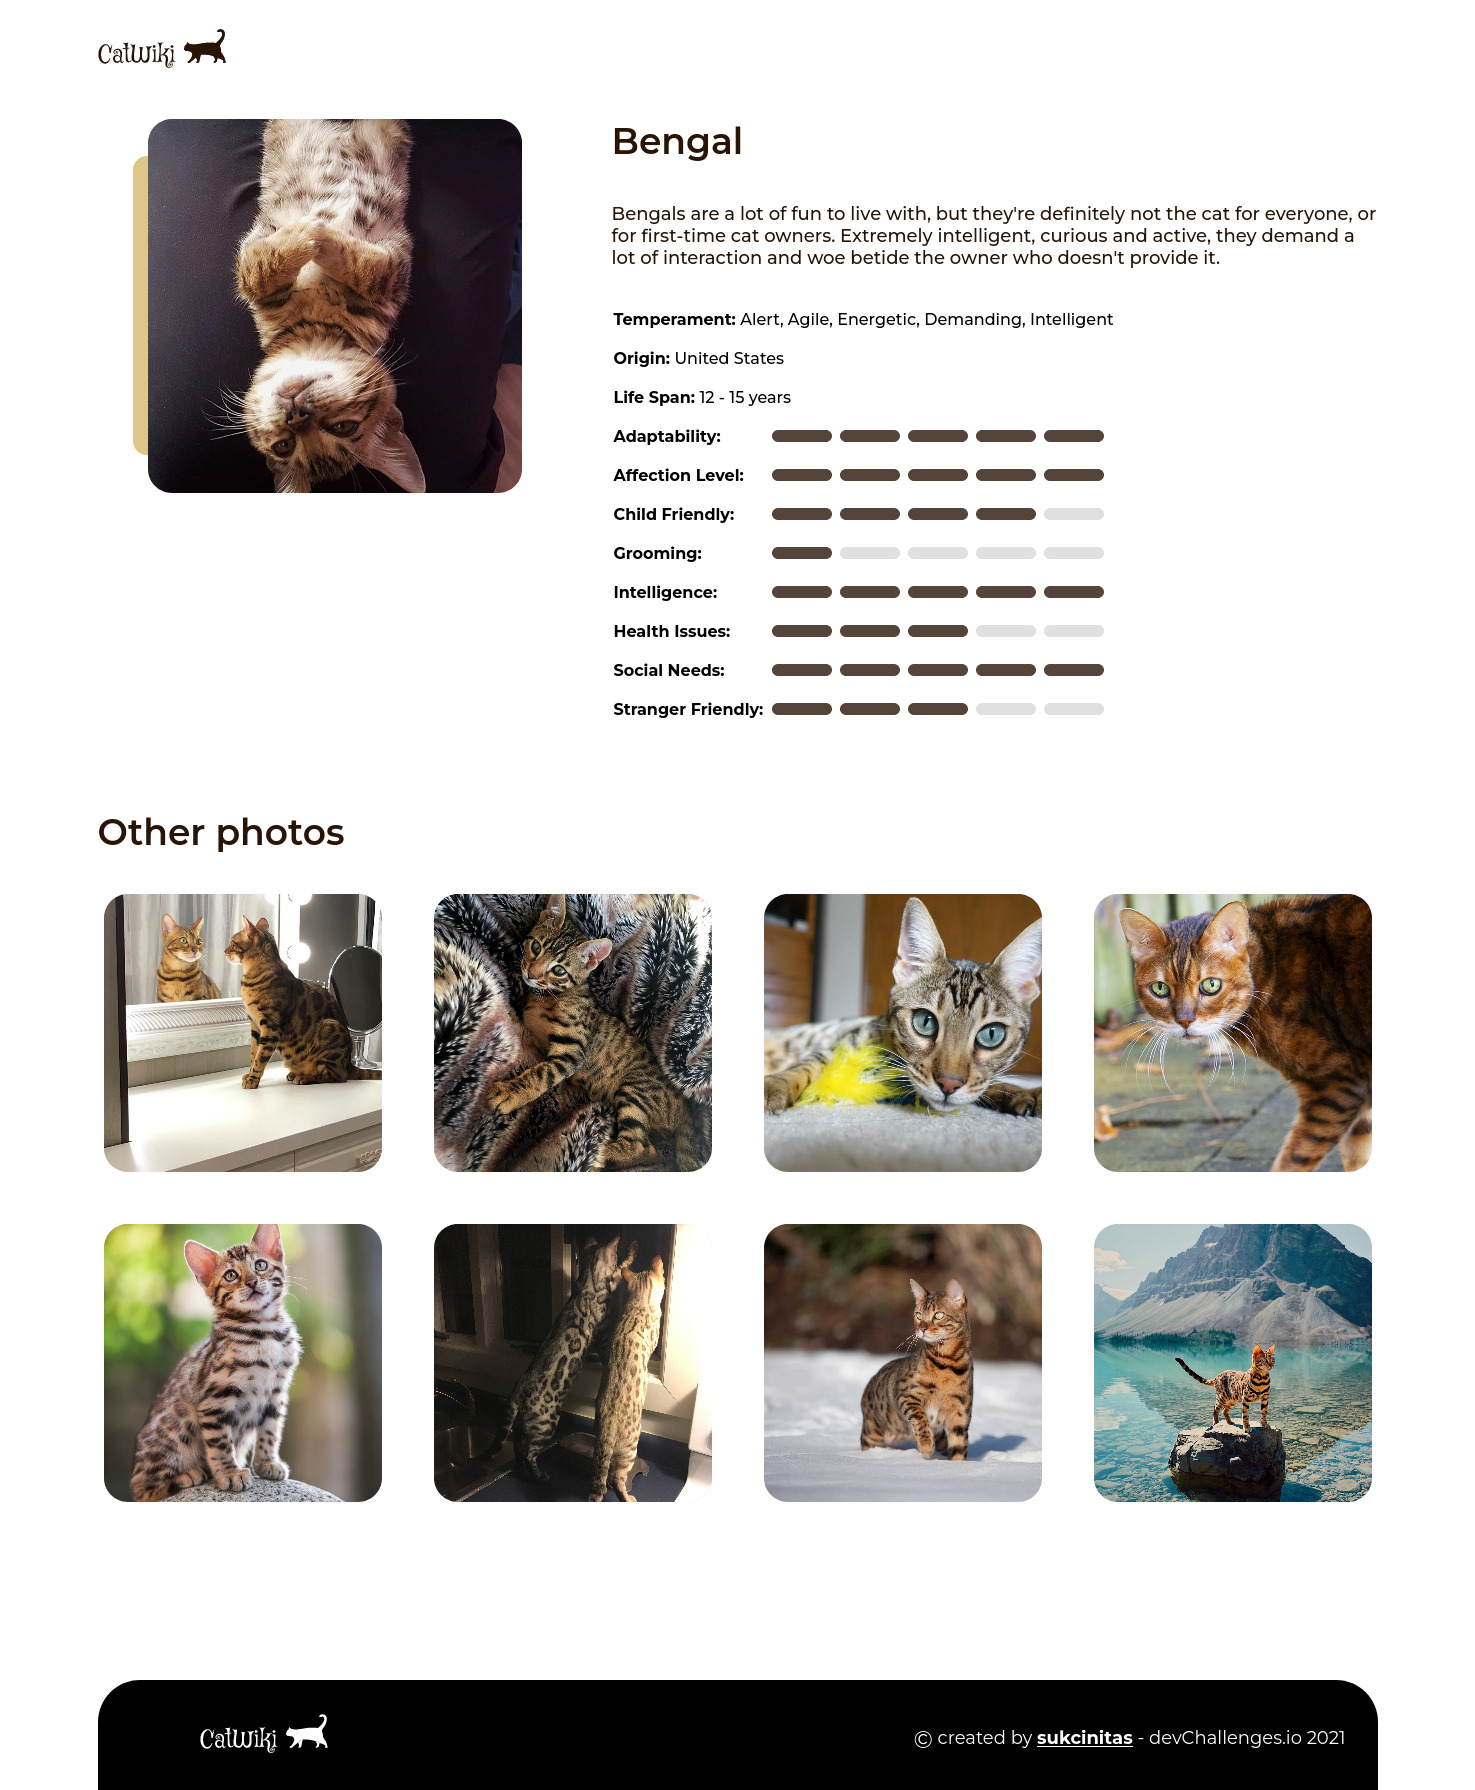 CatWiki
Bengal
Bengals are a lot of fun to live with, but they're definitely not the cat for everyone, or
for first-time cat owners. Extremely intelligent, curious and active, they demand a
lot of interaction and woe betide the owner who doesn't provide it.
Temperament: Alert, Agile, Energetic, Demanding, Intelligent
Origin: United States
Life Span: 12 - 15 years
Adaptability:
Affection Level:
Child Friendly:
Grooming:
Intelligence:
Health Issues:
Social Needs:
Stranger Friendly:
Other photos
CatWiki
© created by sukcinitas - devChallenges.io 2021